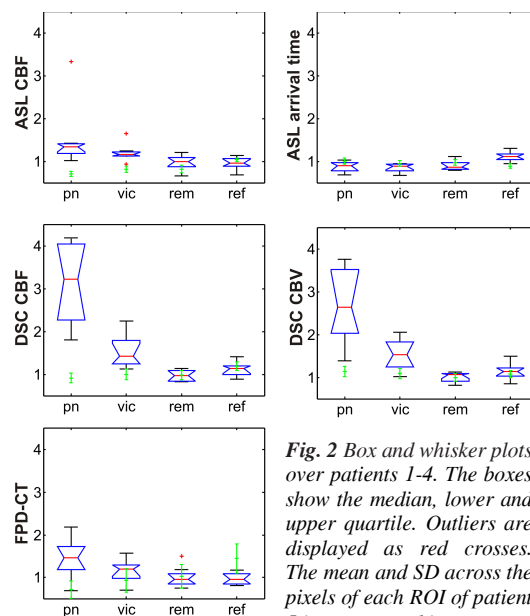 ASL CBF
4
3
2
1
pn vic rem ref
ASL arrival time
4
3
2
1
pn vic rem ref
DSC CBF
4
3
2
1
pn vic rem ref
DSC CBV
4
3
2
1
pn vic rem ref
FPD-CT
4
3
2
1
Fig. 2 Box and whisker plots
over patients 1-4. The boxes
show the median, lower and
upper quartile. Outliers are
displayed as red crosses.
The mean and SD across the
pixels of each ROI of patient